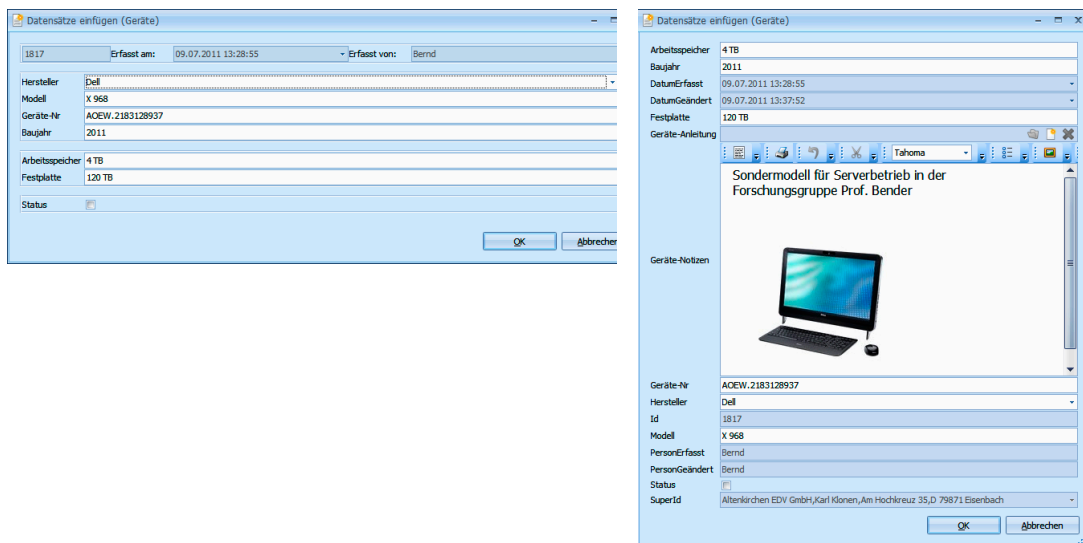 Datensätze einfügen (Geräte)
1817 Erfasst am: 09.07.2011 13:28:55 Erfasst von: Bernd
Hersteller Dell
Modell X 968
Geräte-Nr AOEW.2183128937
Baujahr 2011
Arbeitsspeicher 4 TB
Festplatte 120 TB
Status
OK Abbrechen
Datensätze einfügen (Geräte)
Arbeitsspeicher 4 TB
Baujahr 2011
DatumErfasst 09.07.2011 13:28:55
DatumGeändert 09.07.2011 13:37:52
Festplatte 120 TB
Geräte-Anleitung
Tahoma
Sondermodell für Serverbetrieb in der
Forschungsgruppe Prof. Bender
Geräte-Notizen
Geräte-Nr AOEW.2183128937
Hersteller Dell
Id 1817
Modell X 968
PersonErfasst Bernd
PersonGeändert Bernd
Status
SuperId Altenkirchen EDV GmbH,Karl Klonen,Am Hochkreuz 35,D 79871 Eisenbach
OK Abbrechen